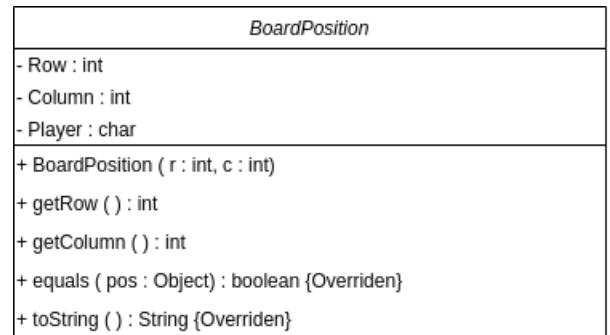 BoardPosition
- Row : int
- Column : int
- Player : char
+ BoardPosition ( r : int, c : int)
+ getRow ( ) : int
+ getColumn ( ) : int
+ equals ( pos : Object) : boolean {Overriden}
+ toString ( ) : String {Overriden}